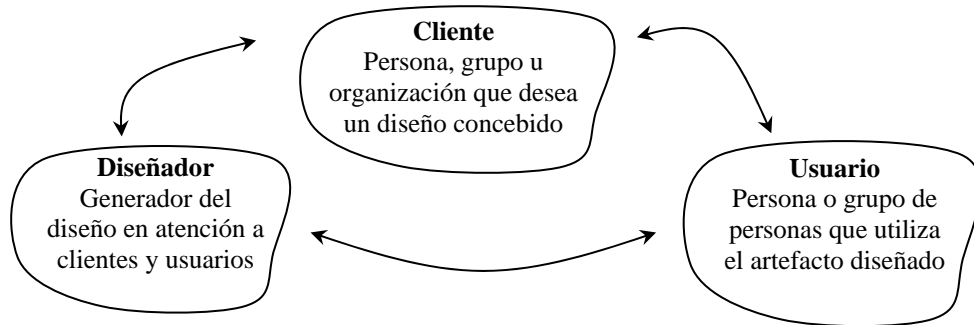 Cliente
Persona, grupo u
organización que desea
un diseño concebido
Diseñador
Generador del
diseño en atención a
clientes y usuarios
Usuario
Persona o grupo de
personas que utiliza
el artefacto diseñado